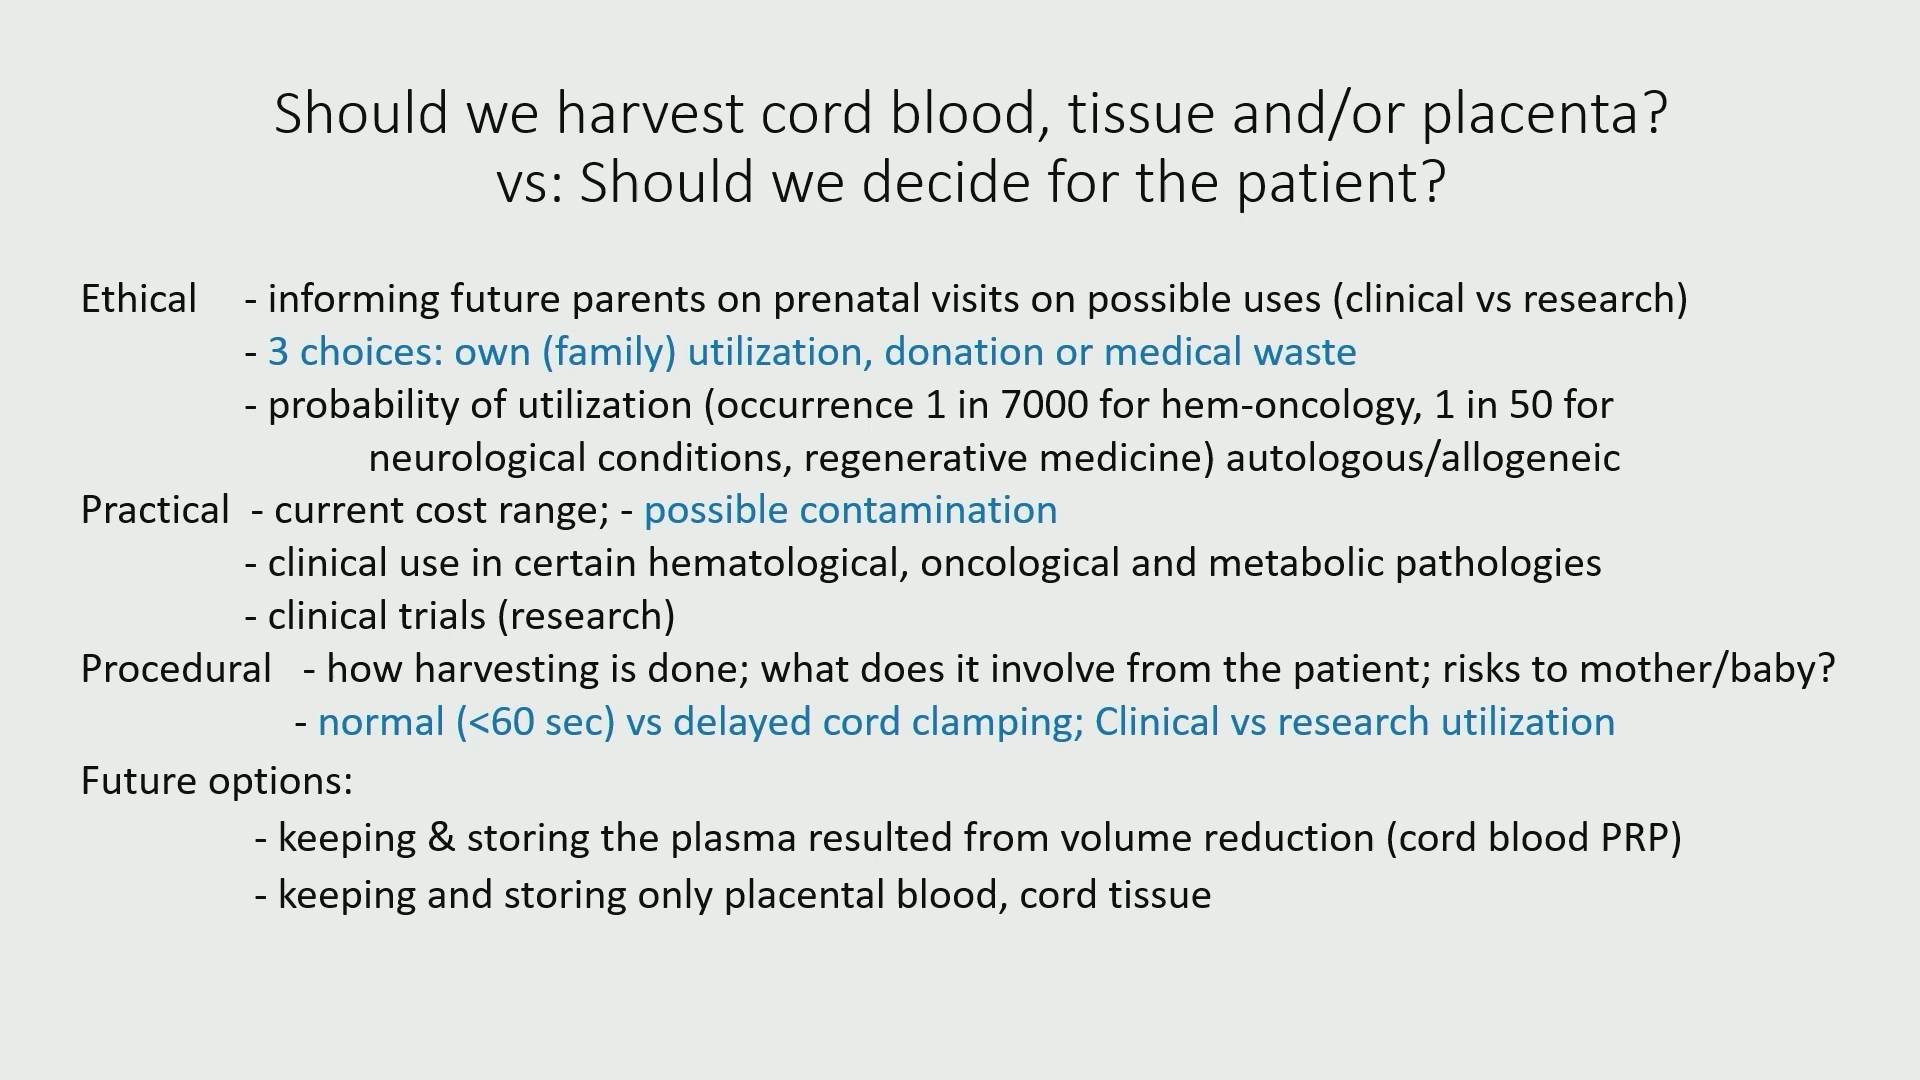 Should we harvest cord blood, tissue and/or placenta?
vs: Should we decide for the patient?
Ethical - informing future parents on prenatal visits on possible uses (clinical vs research)
- 3 choices: own (family) utilization, donation or medical waste
- probability of utilization (occurrence 1 in 7000 for hem-oncology, 1 in 50 for
neurological conditions, regenerative medicine) autologous/allogeneic
Practical - current cost range; - possible contamination
- clinical use in certain hematological, oncological and metabolic pathologies
- clinical trials (research)
Procedural - how harvesting is done; what does it involve from the patient; risks to mother/baby?
- normal (<60 sec) vs delayed cord clamping; Clinical vs research utilization
Future options:
- keeping & storing the plasma resulted from volume reduction (cord blood PRP)
- keeping and storing only placental blood, cord tissue